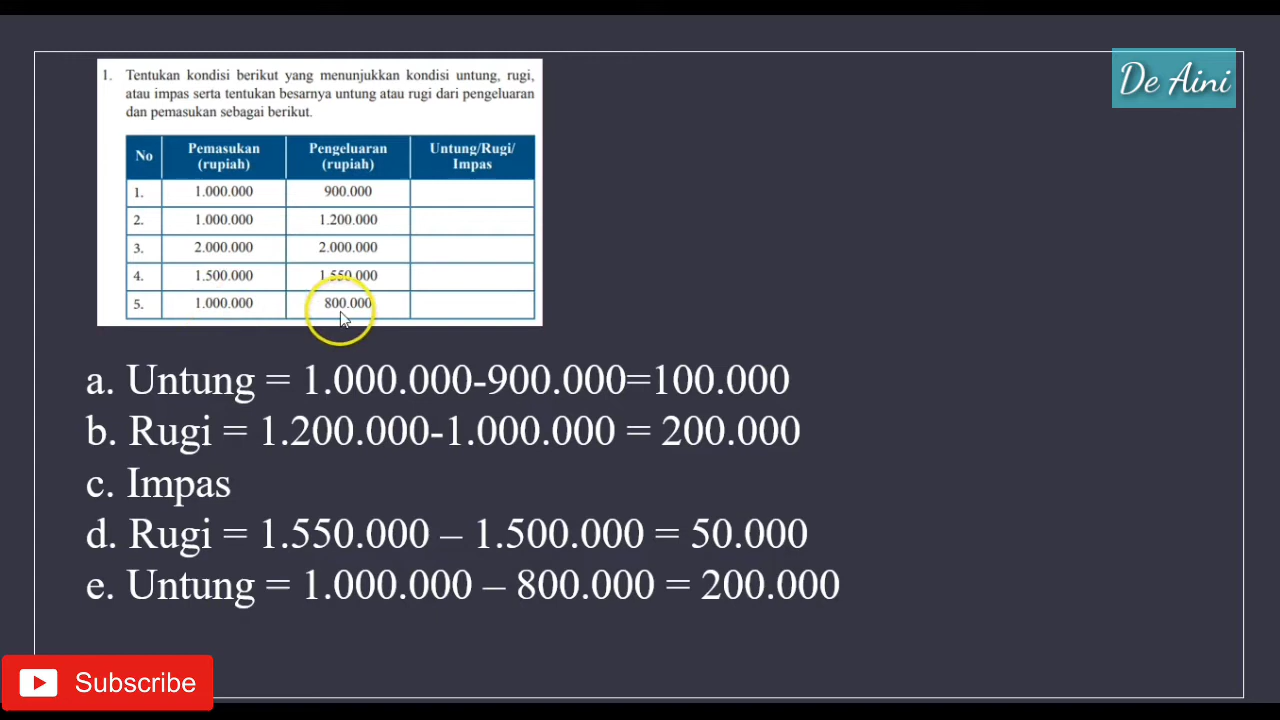 De Aini
1. Tentukan kondisi berikut yang menunjukkan kondisi untung, rugi,
atau impas serta tentukan besarnya untung atau rugi dari pengeluaran
dan pemasukan sebagai berikut.
No Pemasukan (rupiah) Pengeluaran (rupiah) Untung/Rugi/ Impas
1. 1.000.000 900.000
2. 1.000.000 1.200.000
3. 2.000.000 2.000.000
4. 1.500.000 1.550.000
5. 1.000.000 800.000
a. Untung = 1.000.000-900.000=100.000
b. Rugi = 1.200.000-1.000.000 = 200.000
c. Impas
d. Rugi = 1.550.000 – 1.500.000 = 50.000
e. Untung = 1.000.000 – 800.000 = 200.000
Subscribe